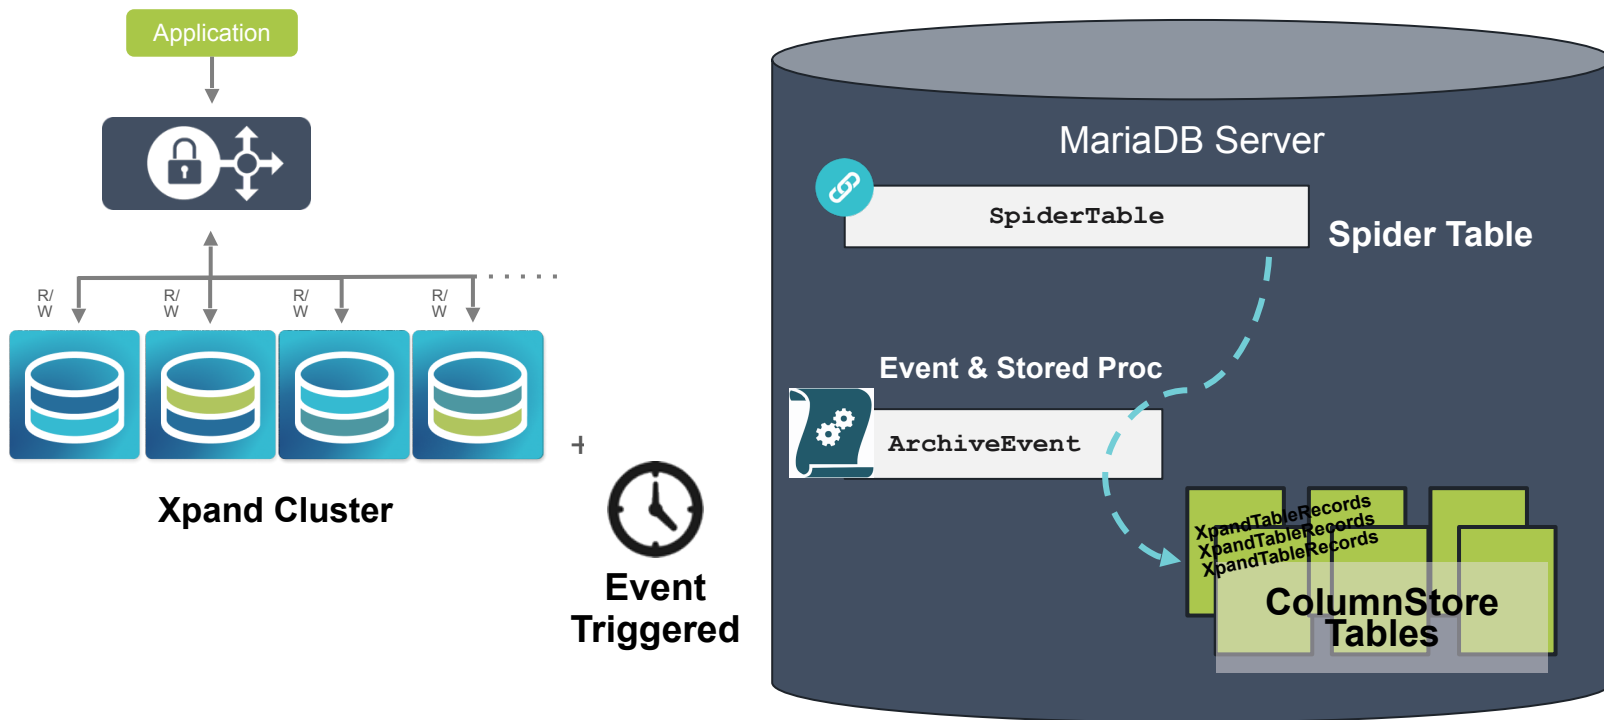 Application
R/
W
R/
W
R/
W
R/
W
+
Xpand Cluster
Event
Triggered
MariaDB Server
SpiderTable
Spider Table
Event & Stored Proc
ArchiveEvent
XpandTableRecords
XpandTableRecords
XpandTableRecords
ColumnStore
Tables